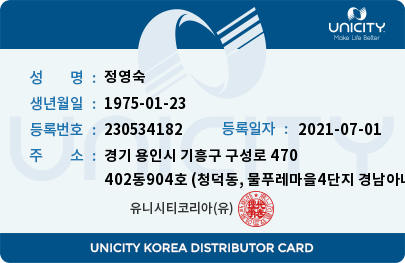 UNICITY
Make Life Better
성 명 : 정영숙
생년월일 : 1975-01-23
등록번호 : 230534182 등록일자 : 2021-07-01
주 소 : 경기 용인시 기흥구 구성로 470
402동904호 (청덕동, 물푸레마을4단지 경남아너
유니시티코리아(유)
UNICITY
UNICITY KOREA DISTRIBUTOR CARD